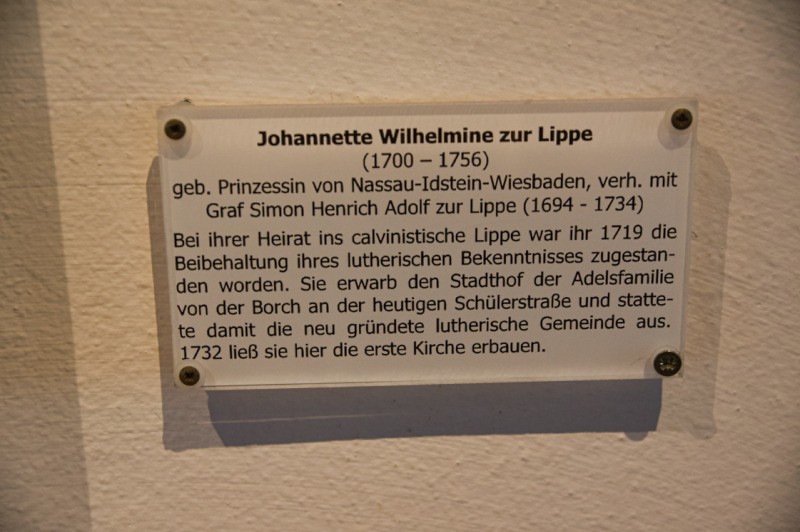 Johannette Wilhelmine zur Lippe
(1700 – 1756)
geb. Prinzessin von Nassau-Idstein-Wiesbaden, verh. mit
Graf Simon Henrich Adolf zur Lippe (1694 - 1734)
Bei ihrer Heirat ins calvinistische Lippe war ihr 1719 die
Beibehaltung ihres lutherischen Bekenntnisses zugestan-
den worden. Sie erwarb den Stadthof der Adelsfamilie
von der Borch an der heutigen Schülerstraße und statte-
te damit die neu gründete lutherische Gemeinde aus.
1732 ließ sie hier die erste Kirche erbauen.